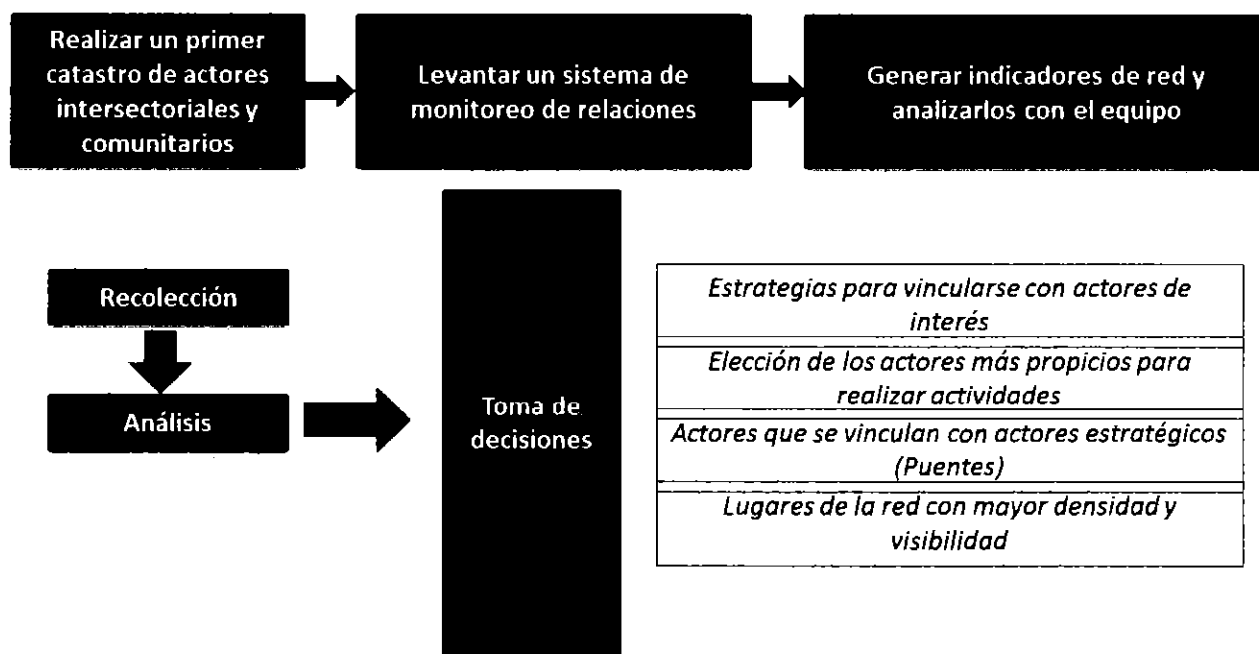 Realizar un primer
catastro de actores
intersectoriales y
comunitarios
Levantar un sistema de
monitoreo de relaciones
Generar indicadores de red y
analizarlos con el equipo
Recolección
Análisis
Toma de
decisiones
Estrategias para vincularse con actores de
interés
Elección de los actores más propicios para
realizar actividades
Actores que se vinculan con actores estratégicos
(Puentes)
Lugares de la red con mayor densidad y
visibilidad